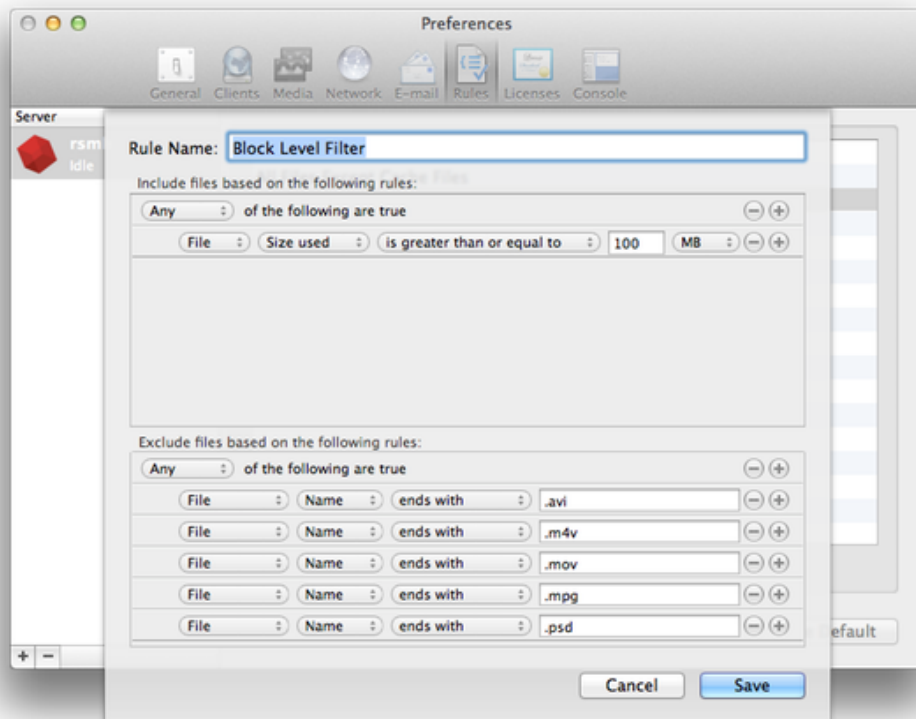 Preferences
General Clients Media Network E-mail Rules Licenses Console
Server
Idle
Rule Name: Block Level Filter
Include files based on the following rules:
Any of the following are true
File Size used is greater than or equal to 100 MB
Exclude files based on the following rules:
Any of the following are true
File Name ends with .avi
File Name ends with .m4v
File Name ends with .mov
File Name ends with .mpg
File Name ends with .psd
Default
Cancel Save